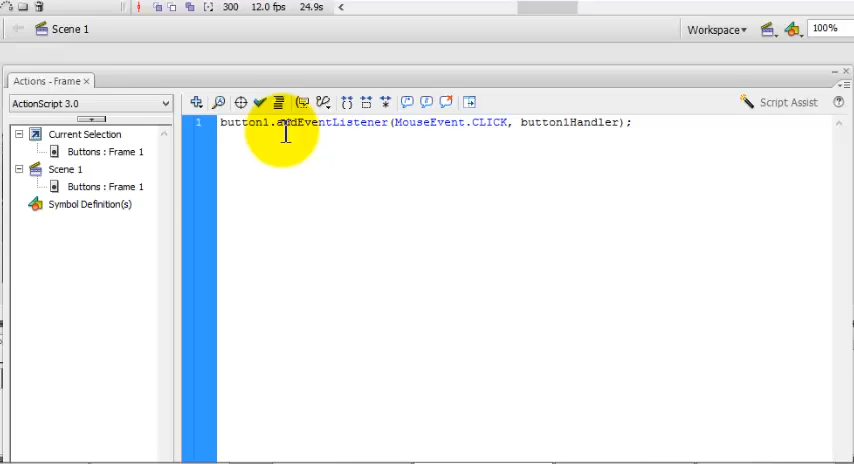 300 12.0 fps 24.9s
Scene 1 Workspace 100%
Actions - Frame
ActionScript 3.0 Script Assist
Current Selection
Buttons : Frame 1
Scene 1
Buttons : Frame 1
Symbol Definition(s)
1 button1.addEventListener(MouseEvent.CLICK, button1Handler);